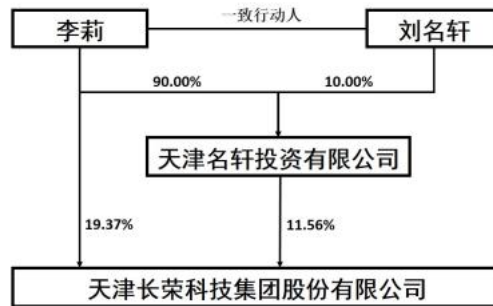 一致行动人
李莉
刘名轩
90.00%
10.00%
天津名轩投资有限公司
19.37%
11.56%
天津长荣科技集团股份有限公司